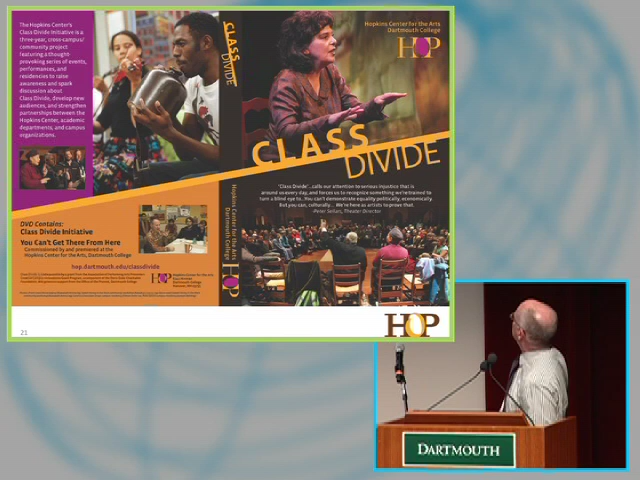 The Hopkins Center's
Class Divide Initiative is a
three-year, cross-campus/
community project
featuring a thought-
provoking series of events,
performances, and
residencies to raise
awareness and spark
discussion about
Class Divide, develop new
audiences, and strengthen
partnerships between the
Hopkins Center, academic
departments, and campus
organizations.
DVD Contains:
Class Divide Initiative
You Can't Get There From Here
Commissioned by and premiered at the
Hopkins Center for the Arts, Dartmouth College
hop.dartmouth.edu/classdivide
HOP
CLASS
DIVIDE
Hopkins Center for the Arts
Dartmouth College
HOP
Hopkins Center for the Arts
Dartmouth College
HOP
CLASS
DIVIDE
"Class Divide'...calls our attention to serious injustice that is
around us every day, and forces us to recognize something we're trained to
turn a blind eye to...You can't demonstrate equality politically, economically.
But you can, culturally... We're here as artists to prove that.
-Peter Sellars, Theater Director
21
HOP
DARTMOUTH